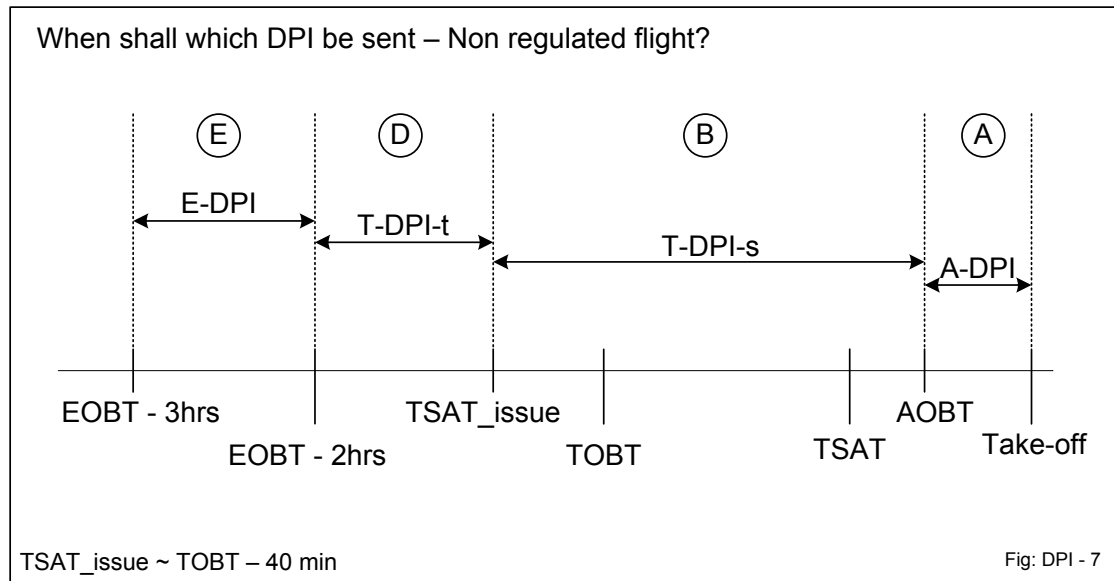 When shall which DPI be sent – Non regulated flight?
E D B A
E-DPI
T-DPI-t
T-DPI-s
A-DPI
EOBT - 3hrs
EOBT - 2hrs
TSAT_issue
TOBT
TSAT
AOBT
Take-off
TSAT_issue ~ TOBT – 40 min
Fig: DPI - 7